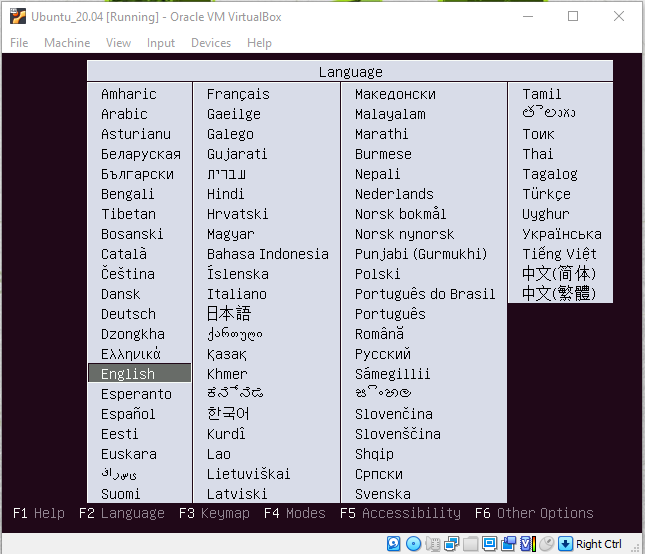 Ubuntu_20.04 [Running] - Oracle VM VirtualBox
File Machine View Input Devices Help
Language
Amharic
Arabic
Asturianu
Беларуская
Български
Bengali
Tibetan
Bosanski
Català
Čeština
Dansk
Deutsch
Dzongkha
Ελληνικά
English
Esperanto
Español
Eesti
Euskara
ﻰﺳﺭﺎﻓ
Suomi
Français
Gaeilge
Galego
Gujarati
עברית
Hindi
Hrvatski
Magyar
Bahasa Indonesia
Íslenska
Italiano
日本語
ქართული
Қазақ
Khmer
ಕನ್ನಡ
한국어
Kurdî
Lao
Lietuviškai
Latviski
Македонски
Malayalam
Marathi
Burmese
Nepali
Nederlands
Norsk bokmål
Norsk nynorsk
Punjabi (Gurmukhi)
Polski
Português do Brasil
Português
Română
Русский
Sámegillii
සිංහල
Slovenčina
Slovenščina
Shqip
Српски
Svenska
Tamil
తెలుగు
Тоик
Thai
Tagalog
Türkçe
Uyghur
Українська
Tiếng Việt
中文(简体)
中文(繁體)
F1 Help F2 Language F3 Keymap F4 Modes F5 Accessibility F6 Other Options
Right Ctrl